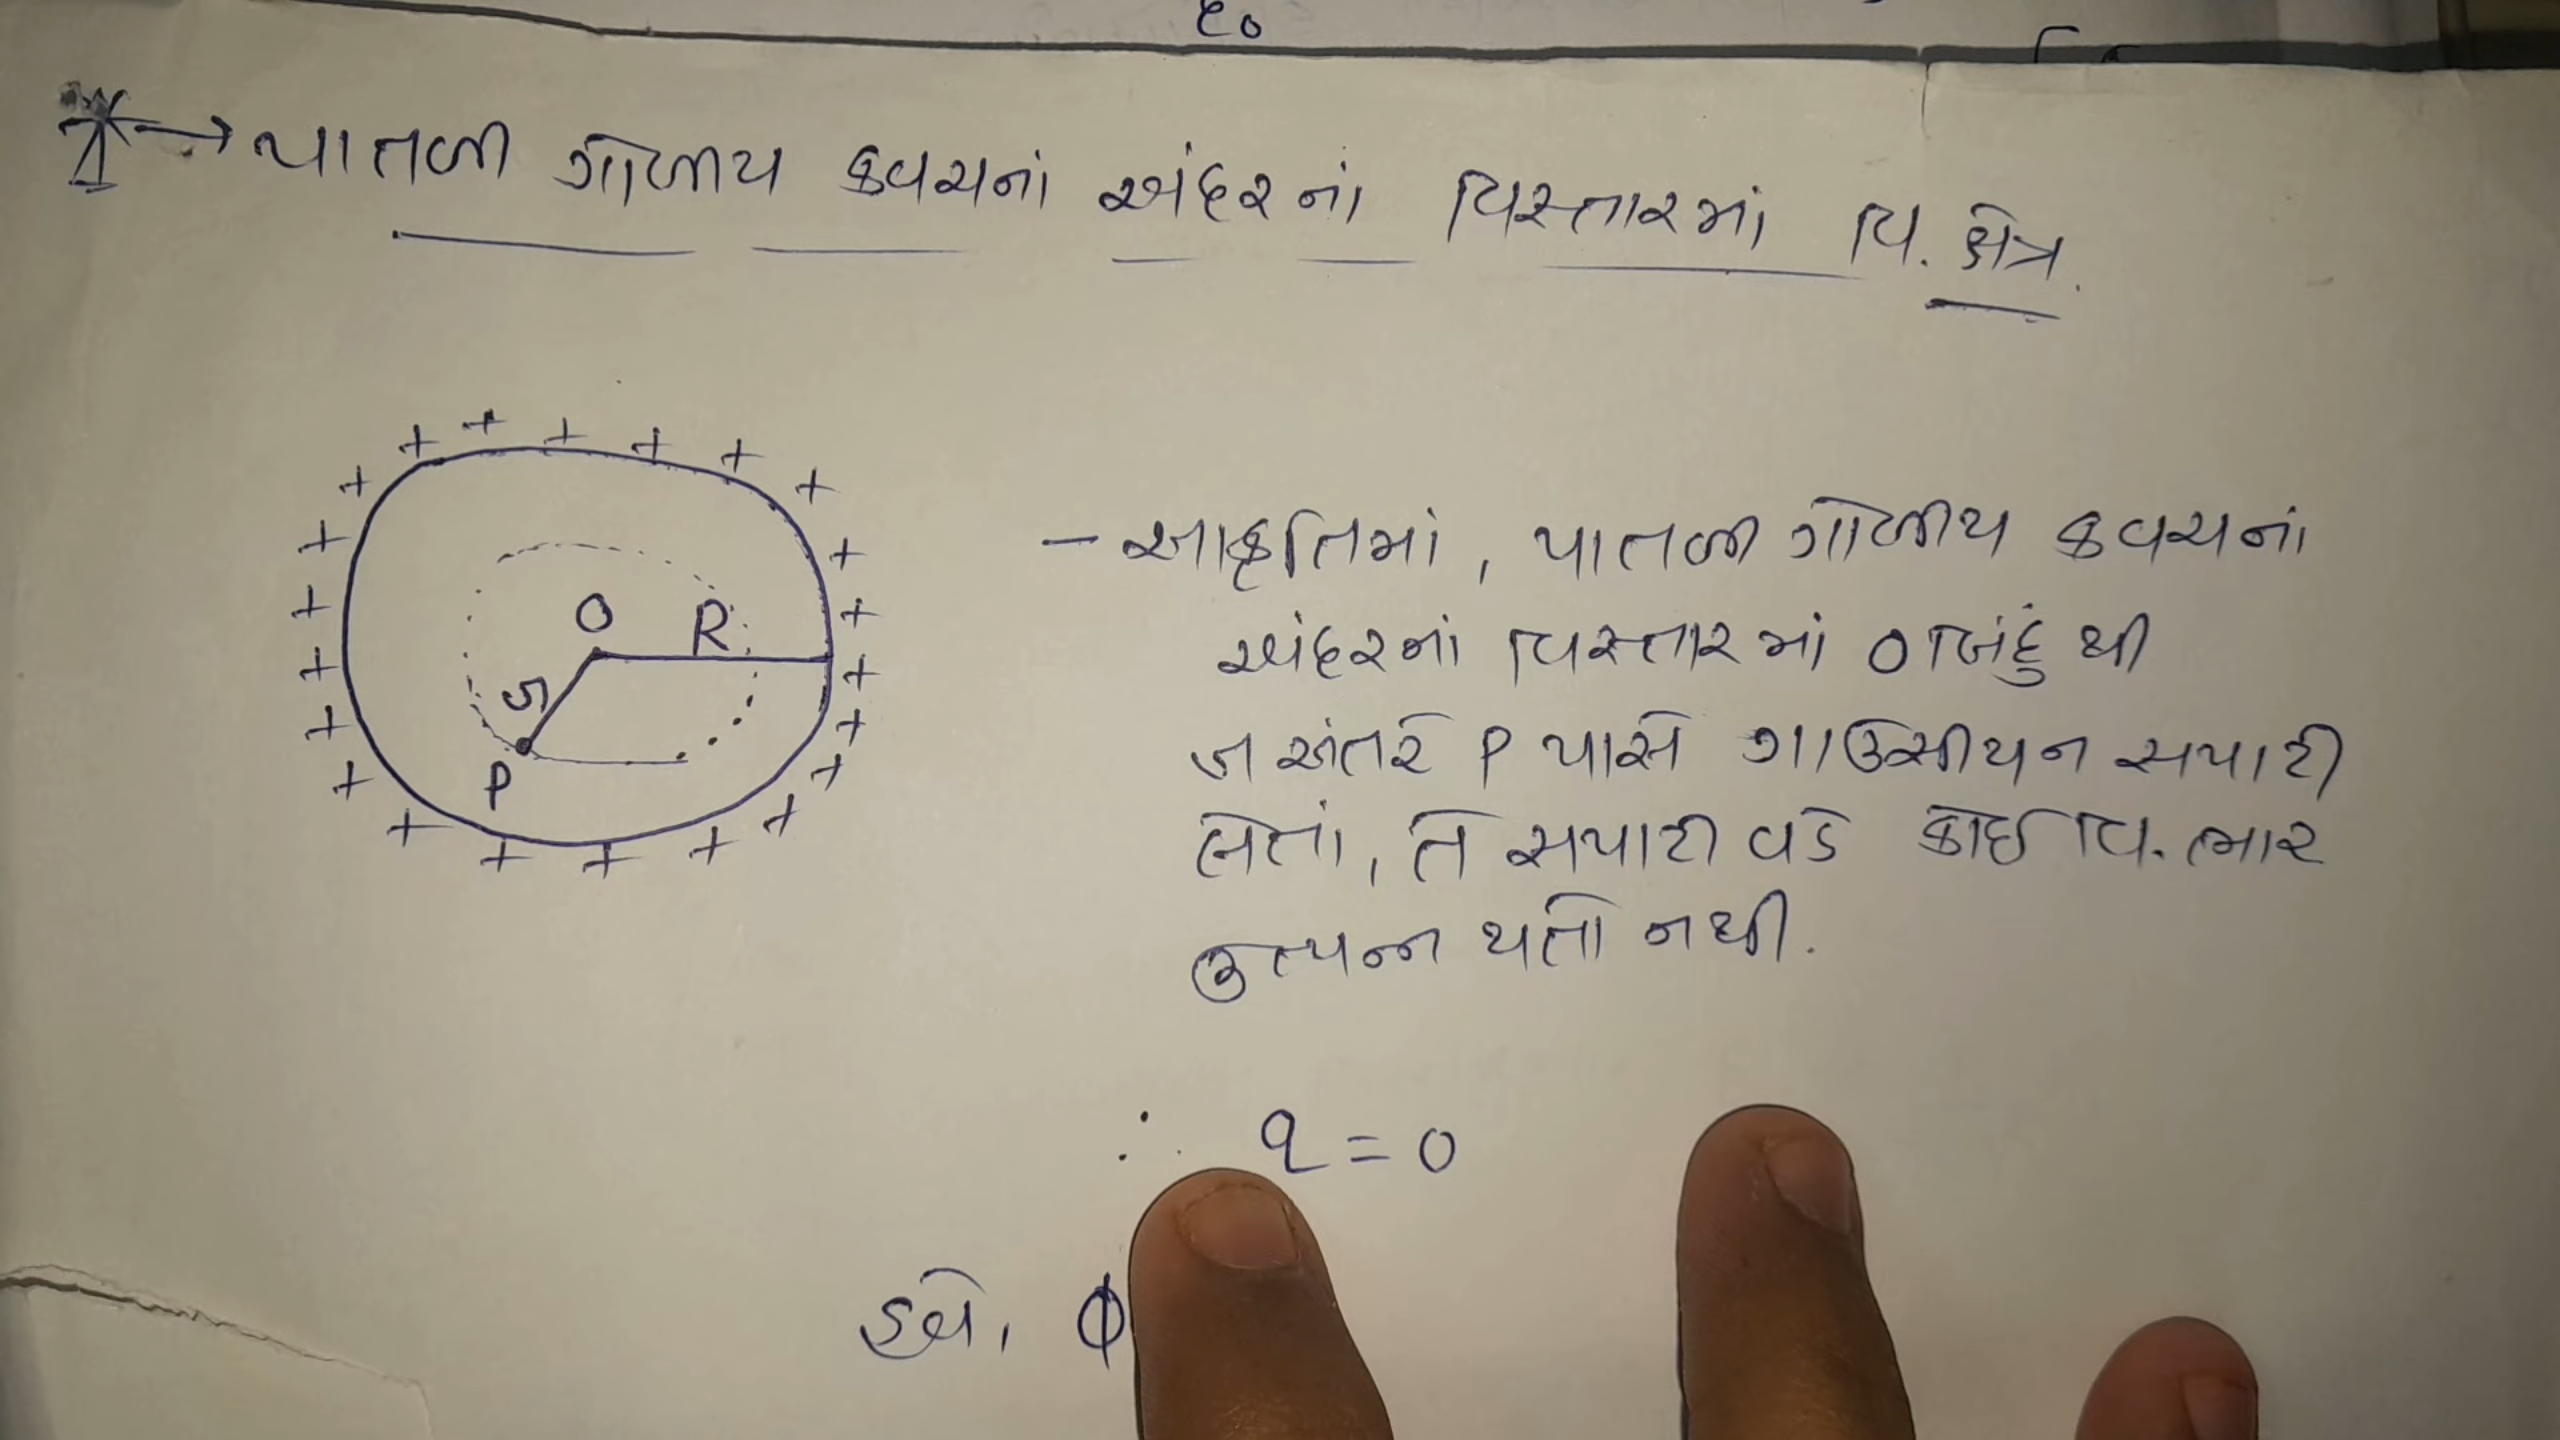 ε₀
→ પાતળી ગોળીય કવચનાં અંદરનાં વિસ્તારમાં વિ. ક્ષેત્ર.
O
R
r
P
- આકૃતિમાં, પાતળી ગોળીય કવચનાં
અંદરનાં વિસ્તારમાં O બિંદુ થી
r અંતરે P પાસે ગાઉસીયન સપાટી
લેતાં, તે સપાટી વડે કોઈ વિ. ભાર
ઉત્પન્ન થતો નથી.
∴ q = 0
હવે, ϕ